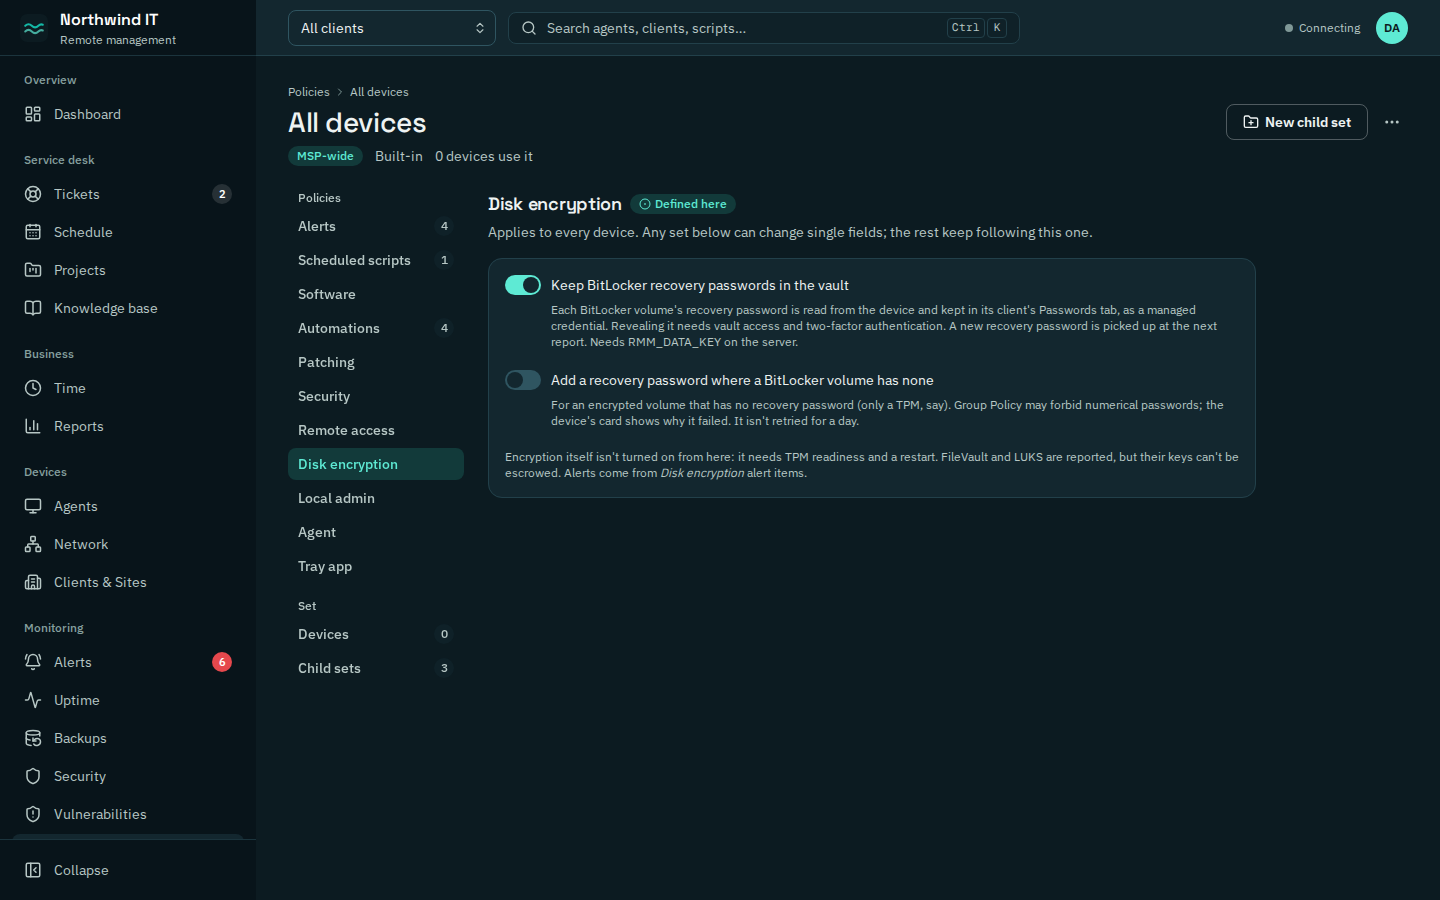 Northwind IT
Remote management
All clients
Search agents, clients, scripts...
Ctrl K
Connecting
DA
Overview
Dashboard
Service desk
Tickets 2
Schedule
Projects
Knowledge base
Business
Time
Reports
Devices
Agents
Network
Clients & Sites
Monitoring
Alerts 6
Uptime
Backups
Security
Vulnerabilities
Collapse
Policies > All devices
All devices
New child set
MSP-wide Built-in 0 devices use it
Policies
Alerts 4
Scheduled scripts 1
Software
Automations 4
Patching
Security
Remote access
Disk encryption
Local admin
Agent
Tray app
Set
Devices 0
Child sets 3
Disk encryption Defined here
Applies to every device. Any set below can change single fields; the rest keep following this one.
Keep BitLocker recovery passwords in the vault
Each BitLocker volume's recovery password is read from the device and kept in its client's Passwords tab, as a managed
credential. Revealing it needs vault access and two-factor authentication. A new recovery password is picked up at the next
report. Needs RMM_DATA_KEY on the server.
Add a recovery password where a BitLocker volume has none
For an encrypted volume that has no recovery password (only a TPM, say). Group Policy may forbid numerical passwords; the
device's card shows why it failed. It isn't retried for a day.
Encryption itself isn't turned on from here: it needs TPM readiness and a restart. FileVault and LUKS are reported, but their keys can't be
escrowed. Alerts come from Disk encryption alert items.